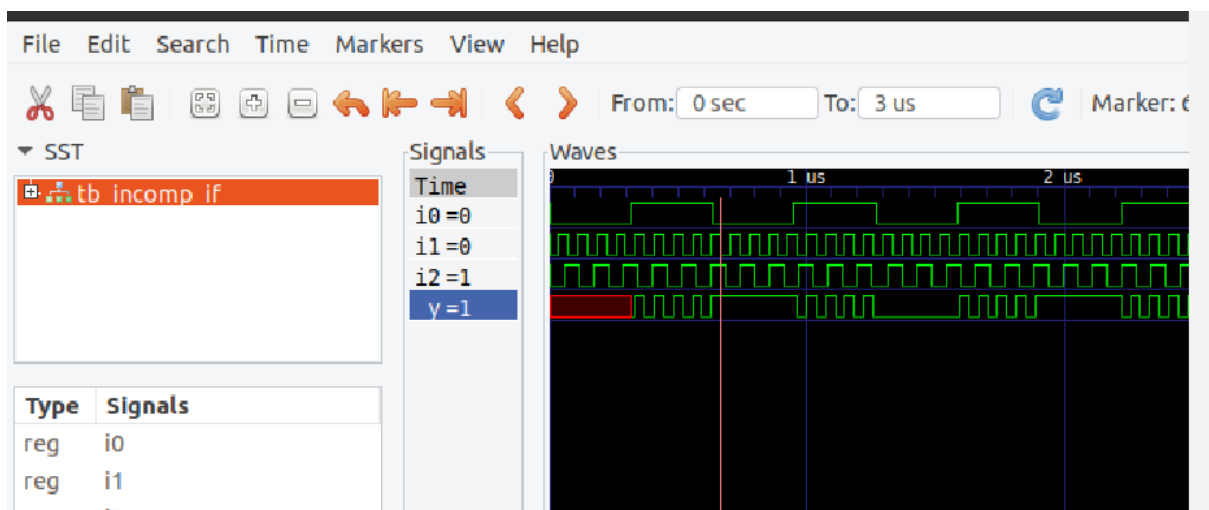 File Edit Search Time Markers View Help
From: 0 sec To: 3 us Marker:
SST
tb_incomp_if
Signals
Time
i0 =0
i1 =0
i2 =1
y =1
Waves
0 1 us 2 us
Type Signals
reg i0
reg i1